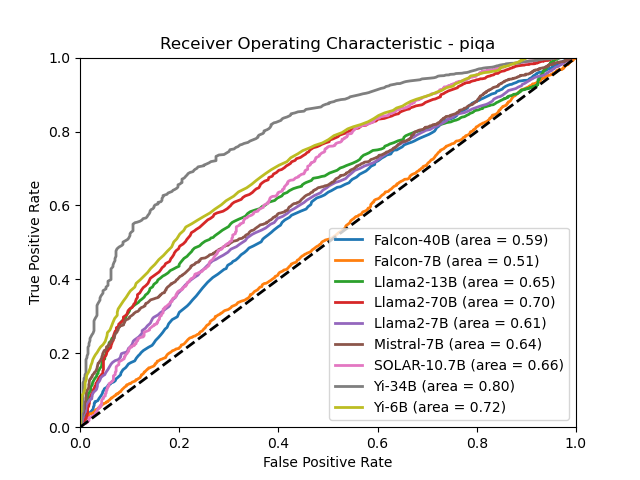 Receiver Operating Characteristic - piqa
1.0
0.8
0.6
0.4
0.2
0.0
True Positive Rate
Falcon-40B (area = 0.59)
Falcon-7B (area = 0.51)
Llama2-13B (area = 0.65)
Llama2-70B (area = 0.70)
Llama2-7B (area = 0.61)
Mistral-7B (area = 0.64)
SOLAR-10.7B (area = 0.66)
Yi-34B (area = 0.80)
Yi-6B (area = 0.72)
0.0 0.2 0.4 0.6 0.8 1.0
False Positive Rate